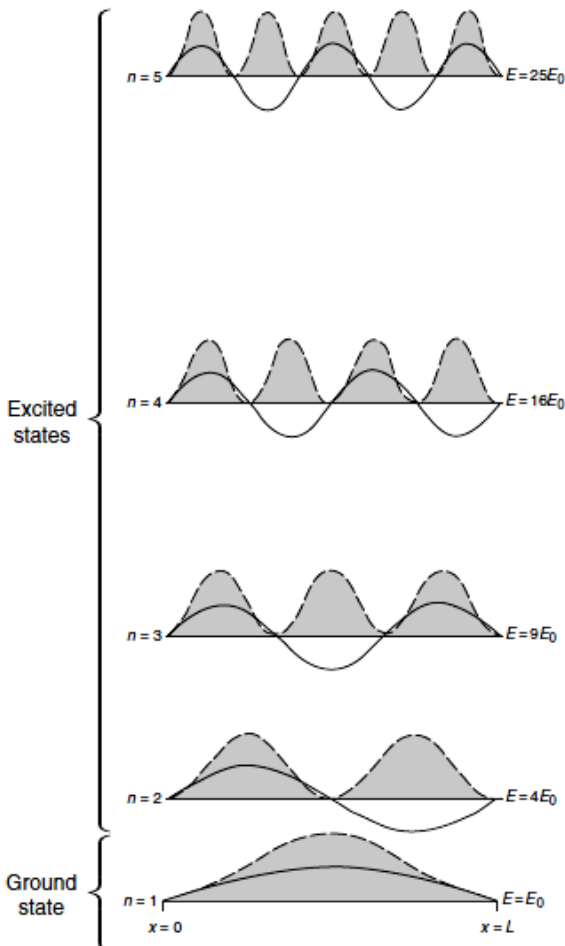 n = 5
E = 25E₀
Excited
states
n = 4
E = 16E₀
n = 3
E = 9E₀
n = 2
E = 4E₀
Ground
state
n = 1
E = E₀
x = 0
x = L